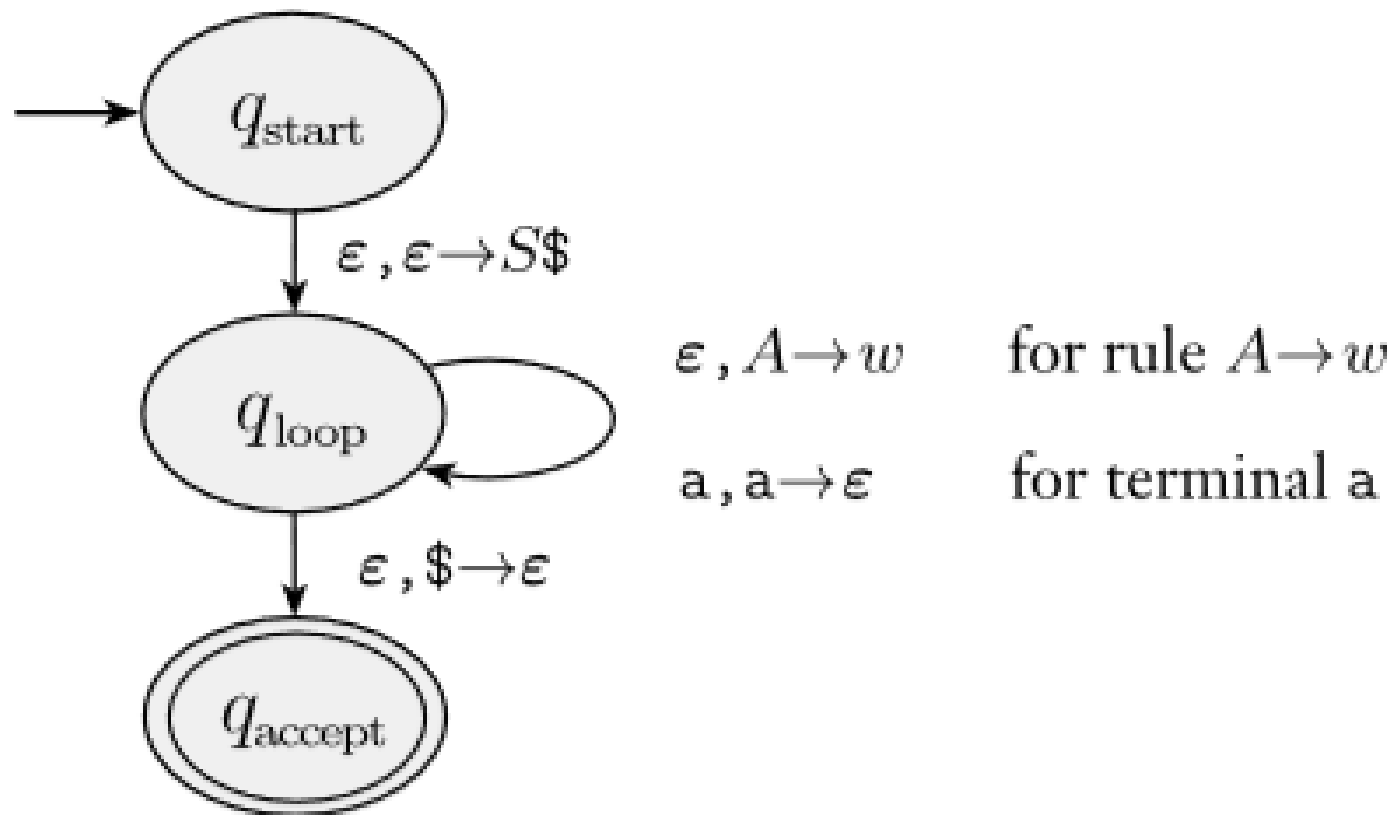 q_start
ε,ε→S$
ε,A→w for rule A→w
q_loop
a,a→ε for terminal a
ε,$→ε
q_accept